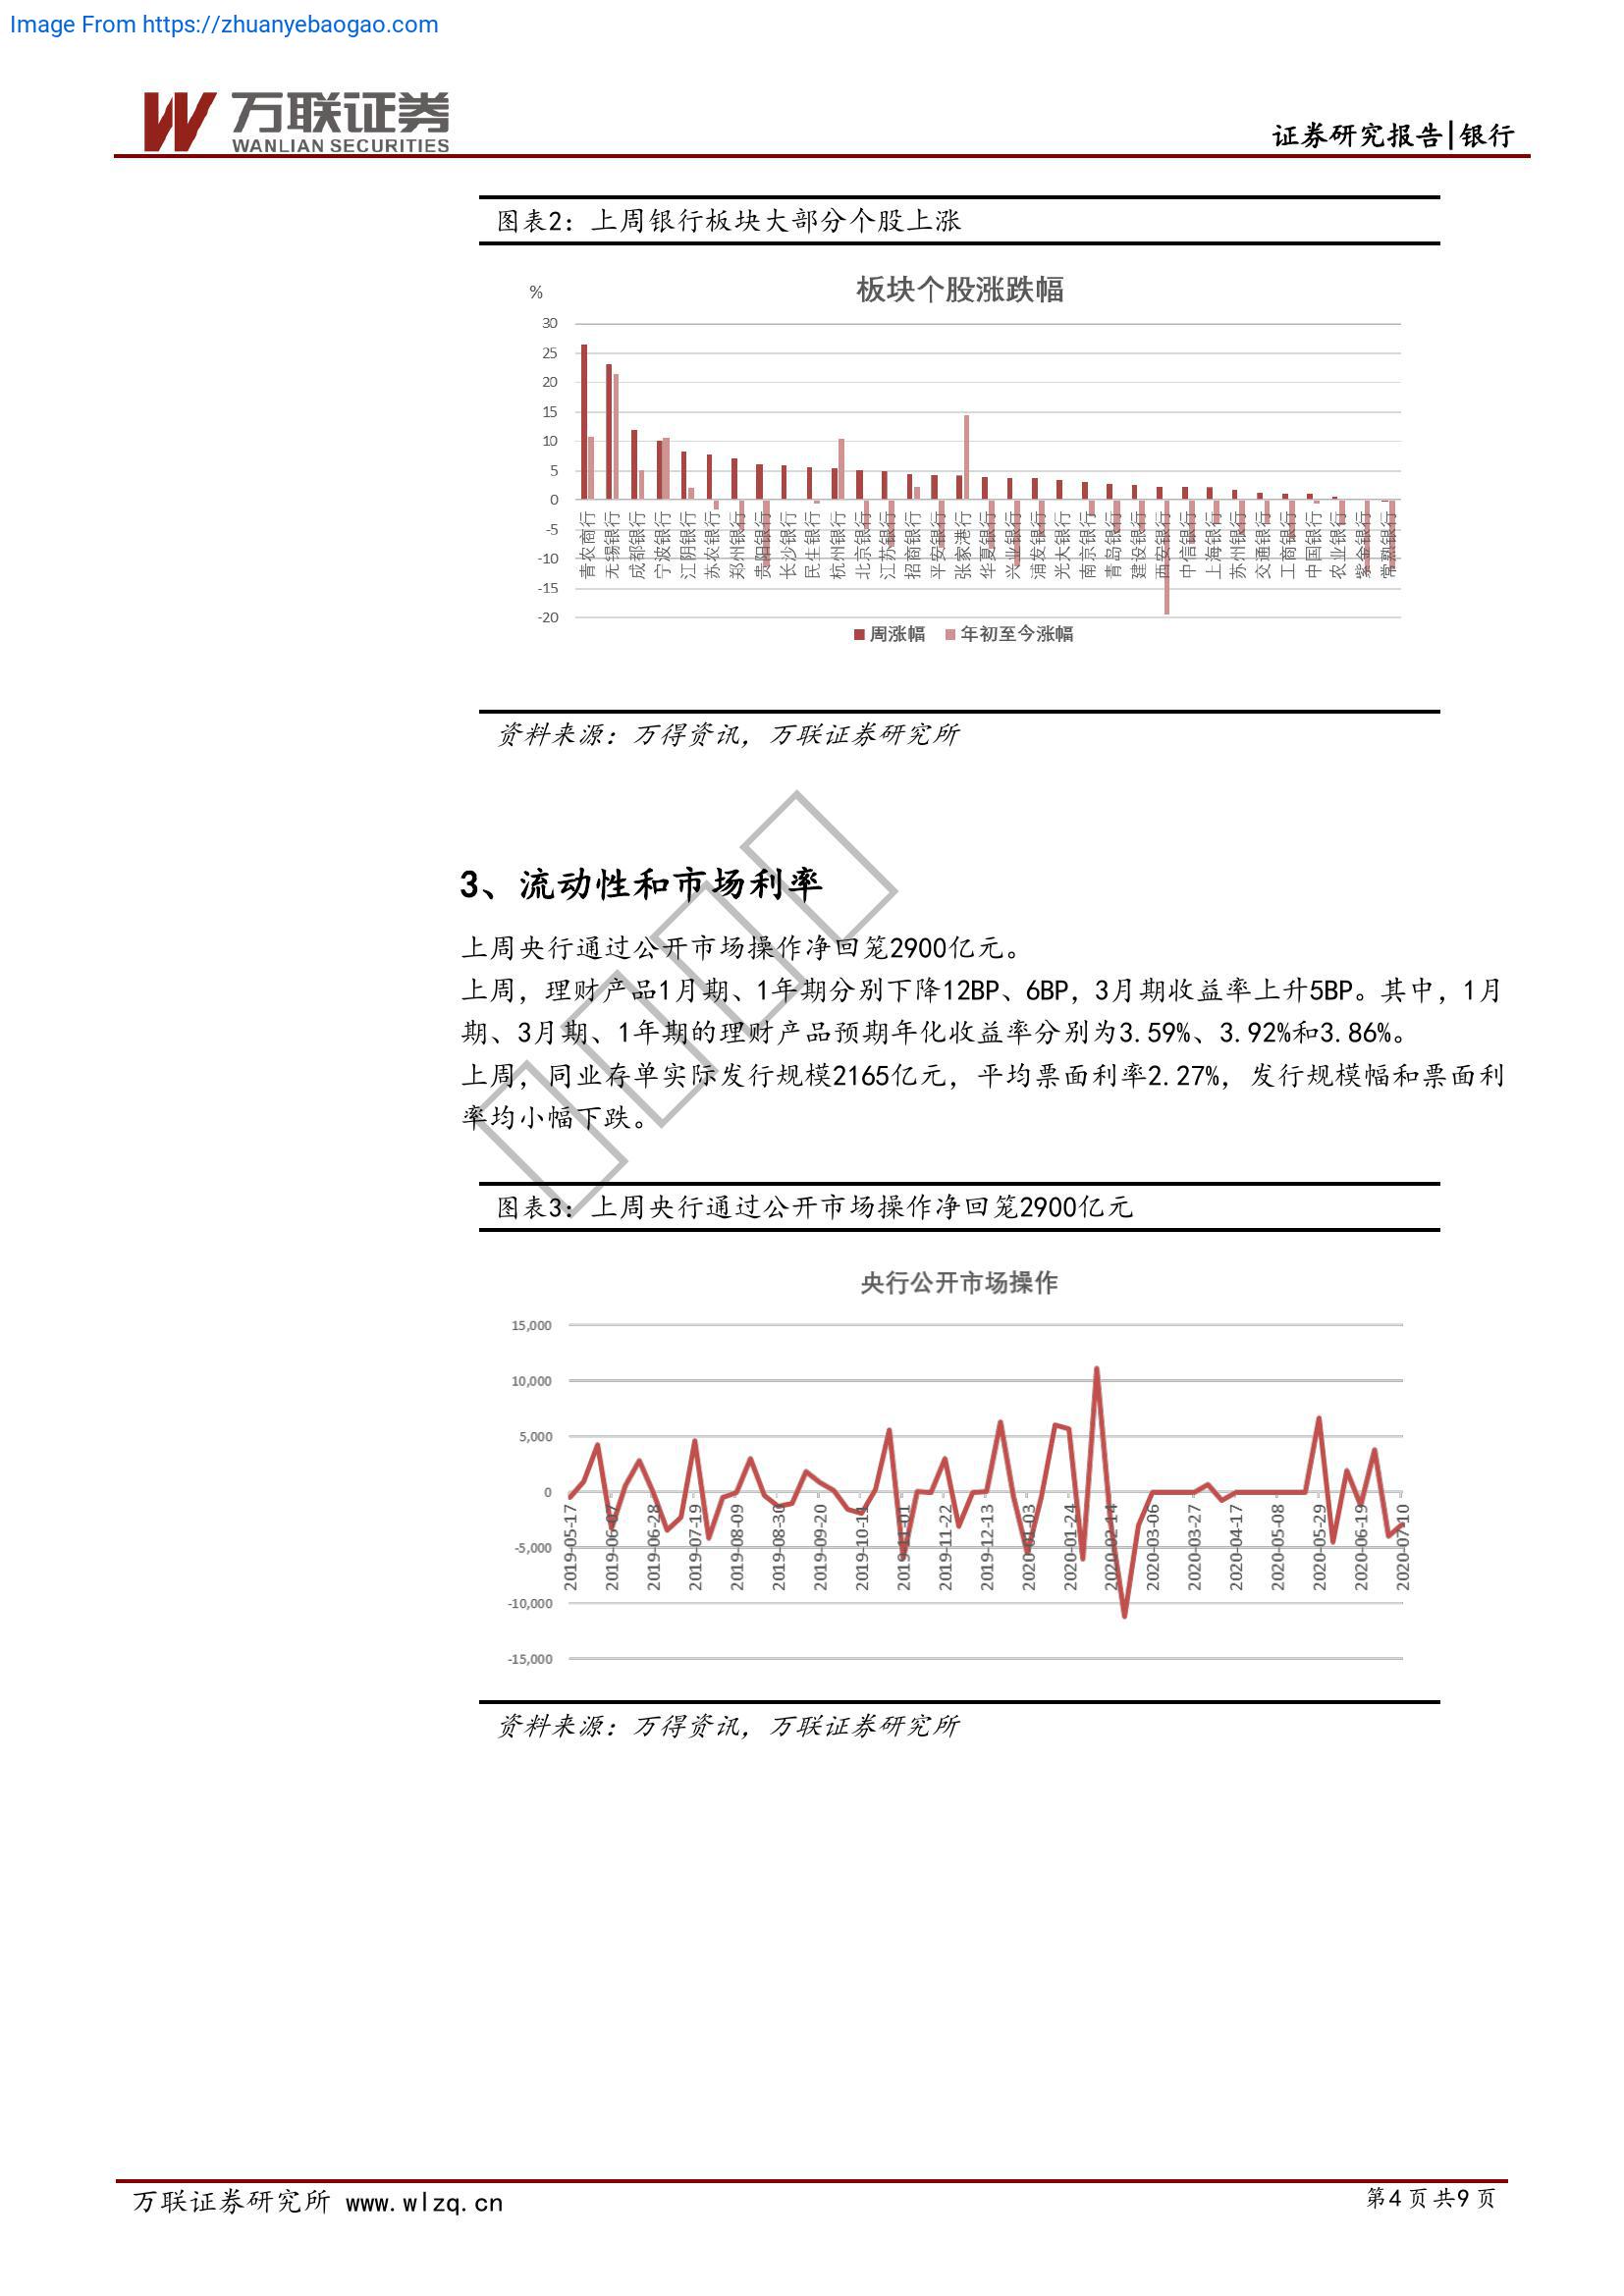 Image From https://zhuanyebaogao.com
万联证券
WANLIAN SECURITIES
证券研究报告|银行
图表2：上周银行板块大部分个股上涨
板块个股涨跌幅
%
30
25
20
15
10
5
0
-5
-10
-15
-20
青农商行
无锡银行
成都银行
宁波银行
江阴银行
苏农银行
郑州银行
贵阳银行
长沙银行
民生银行
杭州银行
北京银行
江苏银行
招商银行
平安银行
张家港行
华夏银行
兴业银行
浦发银行
光大银行
南京银行
青岛银行
建设银行
西安银行
中信银行
上海银行
苏州银行
交通银行
工商银行
中国银行
农业银行
紫金银行
常熟银行
周涨幅 年初至今涨幅
资料来源：万得资讯，万联证券研究所
3、流动性和市场利率
上周央行通过公开市场操作净回笼2900亿元。
上周，理财产品1月期、1年期分别下降12BP、6BP，3月期收益率上升5BP。其中，1月
期、3月期、1年期的理财产品预期年化收益率分别为3.59%、3.92%和3.86%。
上周，同业存单实际发行规模2165亿元，平均票面利率2.27%，发行规模幅和票面利
率均小幅下跌。
图表3：上周央行通过公开市场操作净回笼2900亿元
央行公开市场操作
15,000
10,000
5,000
0
-5,000
-10,000
-15,000
2019-05-17
2019-06-07
2019-06-28
2019-07-19
2019-08-09
2019-08-30
2019-09-20
2019-10-11
2019-11-01
2019-11-22
2019-12-13
2020-01-03
2020-01-24
2020-02-14
2020-03-06
2020-03-27
2020-04-17
2020-05-08
2020-05-29
2020-06-19
2020-07-10
资料来源：万得资讯，万联证券研究所
万联证券研究所 www.wlzq.cn
第4页共9页